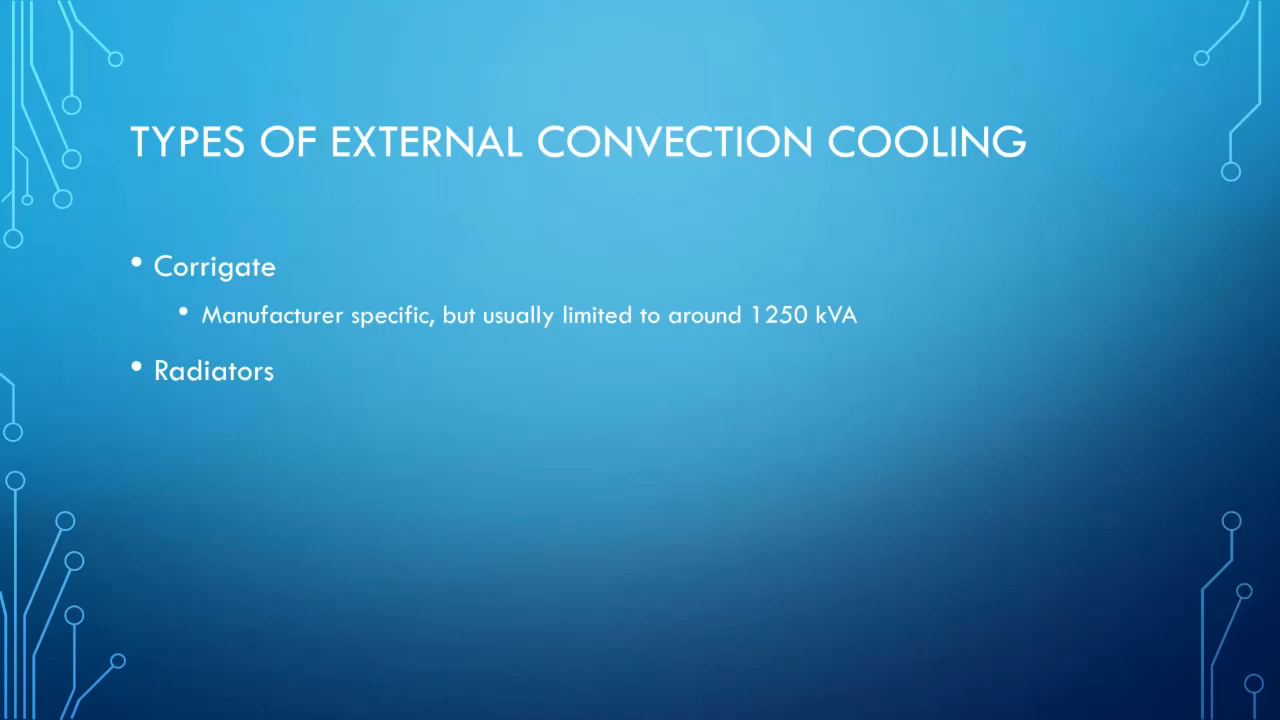 TYPES OF EXTERNAL CONVECTION COOLING
• Corrigate
• Manufacturer specific, but usually limited to around 1250 kVA
• Radiators